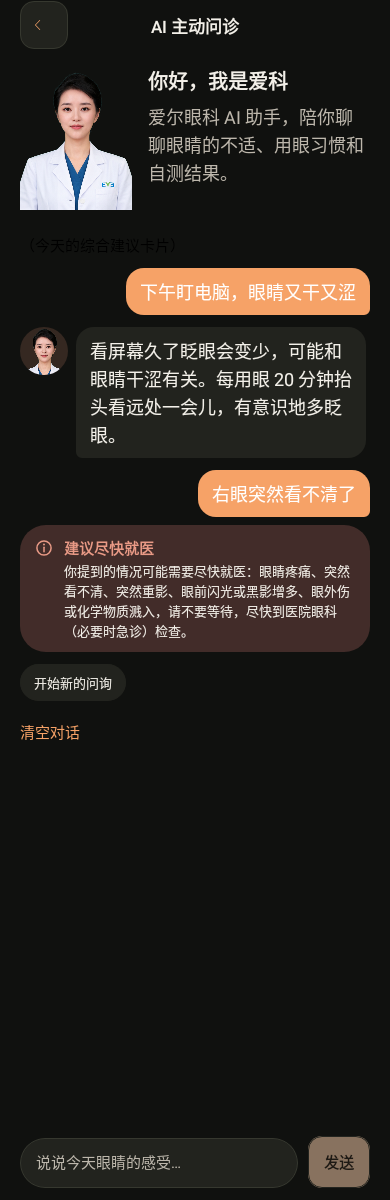 AI 主动问诊
你好，我是爱科
爱尔眼科 AI 助手，陪你聊
聊眼睛的不适、用眼习惯和
自测结果。
EYE
（今天的综合建议卡片）
下午盯电脑，眼睛又干又涩
看屏幕久了眨眼会变少，可能和
眼睛干涩有关。每用眼 20 分钟抬
头看远处一会儿，有意识地多眨
眼。
右眼突然看不清了
建议尽快就医
你提到的情况可能需要尽快就医：眼睛疼痛、突然
看不清、突然重影、眼前闪光或黑影增多、眼外伤
或化学物质溅入，请不要等待，尽快到医院眼科
（必要时急诊）检查。
开始新的问询
清空对话
说说今天眼睛的感受…
发送